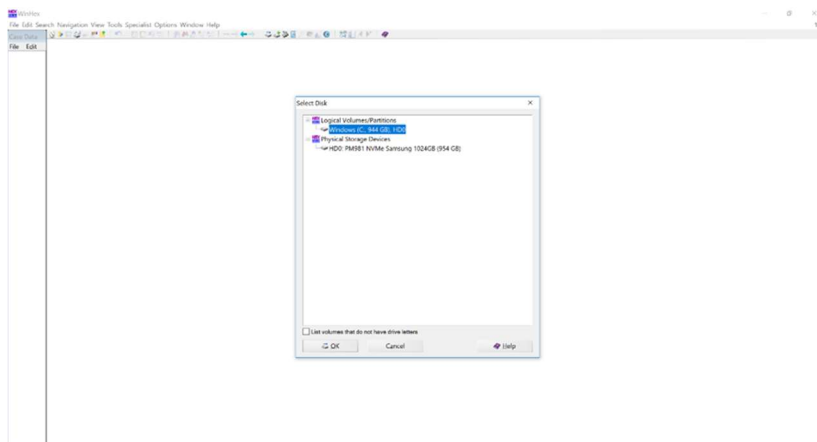 WinHex
File Edit Search Navigation View Tools Specialist Options Window Help
Case Data
File Edit
Select Disk
Logical Volumes/Partitions
Windows (C:, 944 GB), HD0
Physical Storage Devices
HD0: PM981 NVMe Samsung 1024GB (954 GB)
List volumes that do not have drive letters
OK Cancel Help